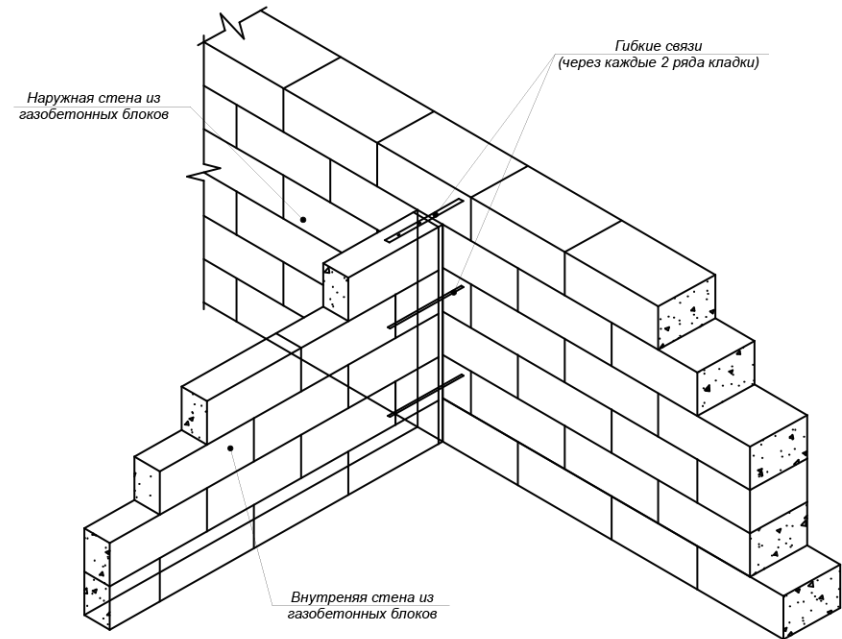 Гибкие связи
(через каждые 2 ряда кладки)
Наружная стена из
газобетонных блоков
Внутреняя стена из
газобетонных блоков